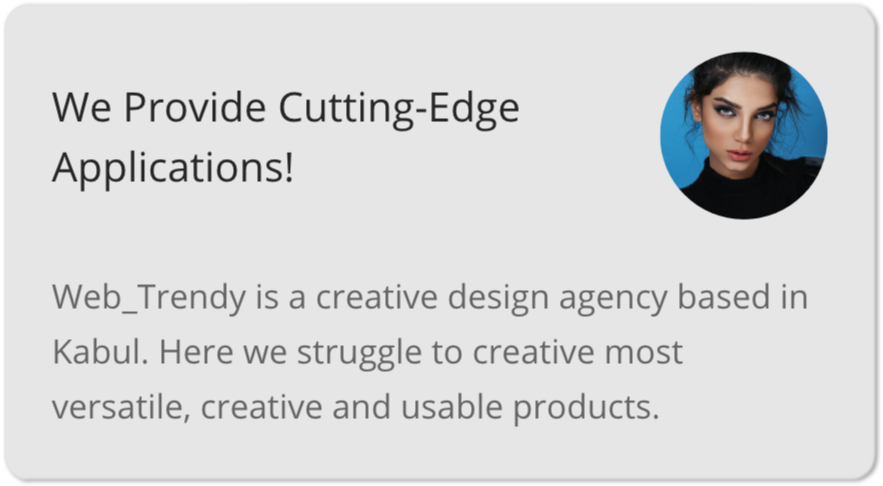 We Provide Cutting-Edge
Applications!
Web_Trendy is a creative design agency based in
Kabul. Here we struggle to creative most
versatile, creative and usable products.